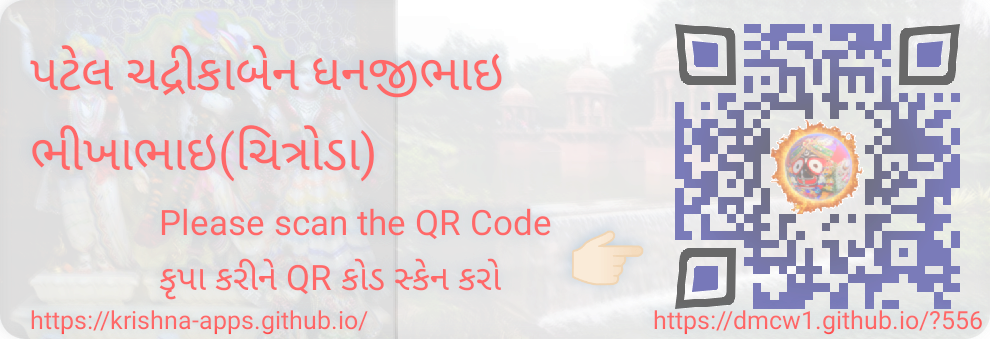 પટેલ ચદ્રીકાબેન ધનજીભાઇ
ભીખાભાઇ(ચિત્રોડા)
Please scan the QR Code
કૃપા કરીને QR કોડ સ્કેન કરો
https://krishna-apps.github.io/
https://dmcw1.github.io/?556